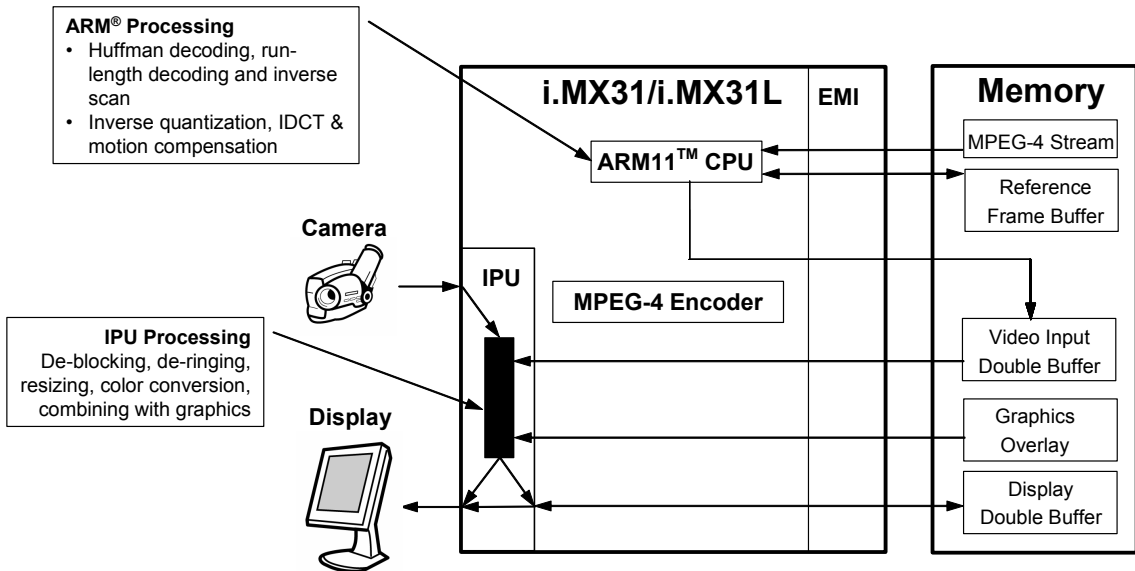 ARM® Processing
• Huffman decoding, run-
length decoding and inverse
scan
• Inverse quantization, IDCT &
motion compensation
i.MX31/i.MX31L
EMI
Memory
ARM11™ CPU
MPEG-4 Stream
Reference
Frame Buffer
Camera
IPU
MPEG-4 Encoder
IPU Processing
De-blocking, de-ringing,
resizing, color conversion,
combining with graphics
Video Input
Double Buffer
Display
Graphics
Overlay
Display
Double Buffer